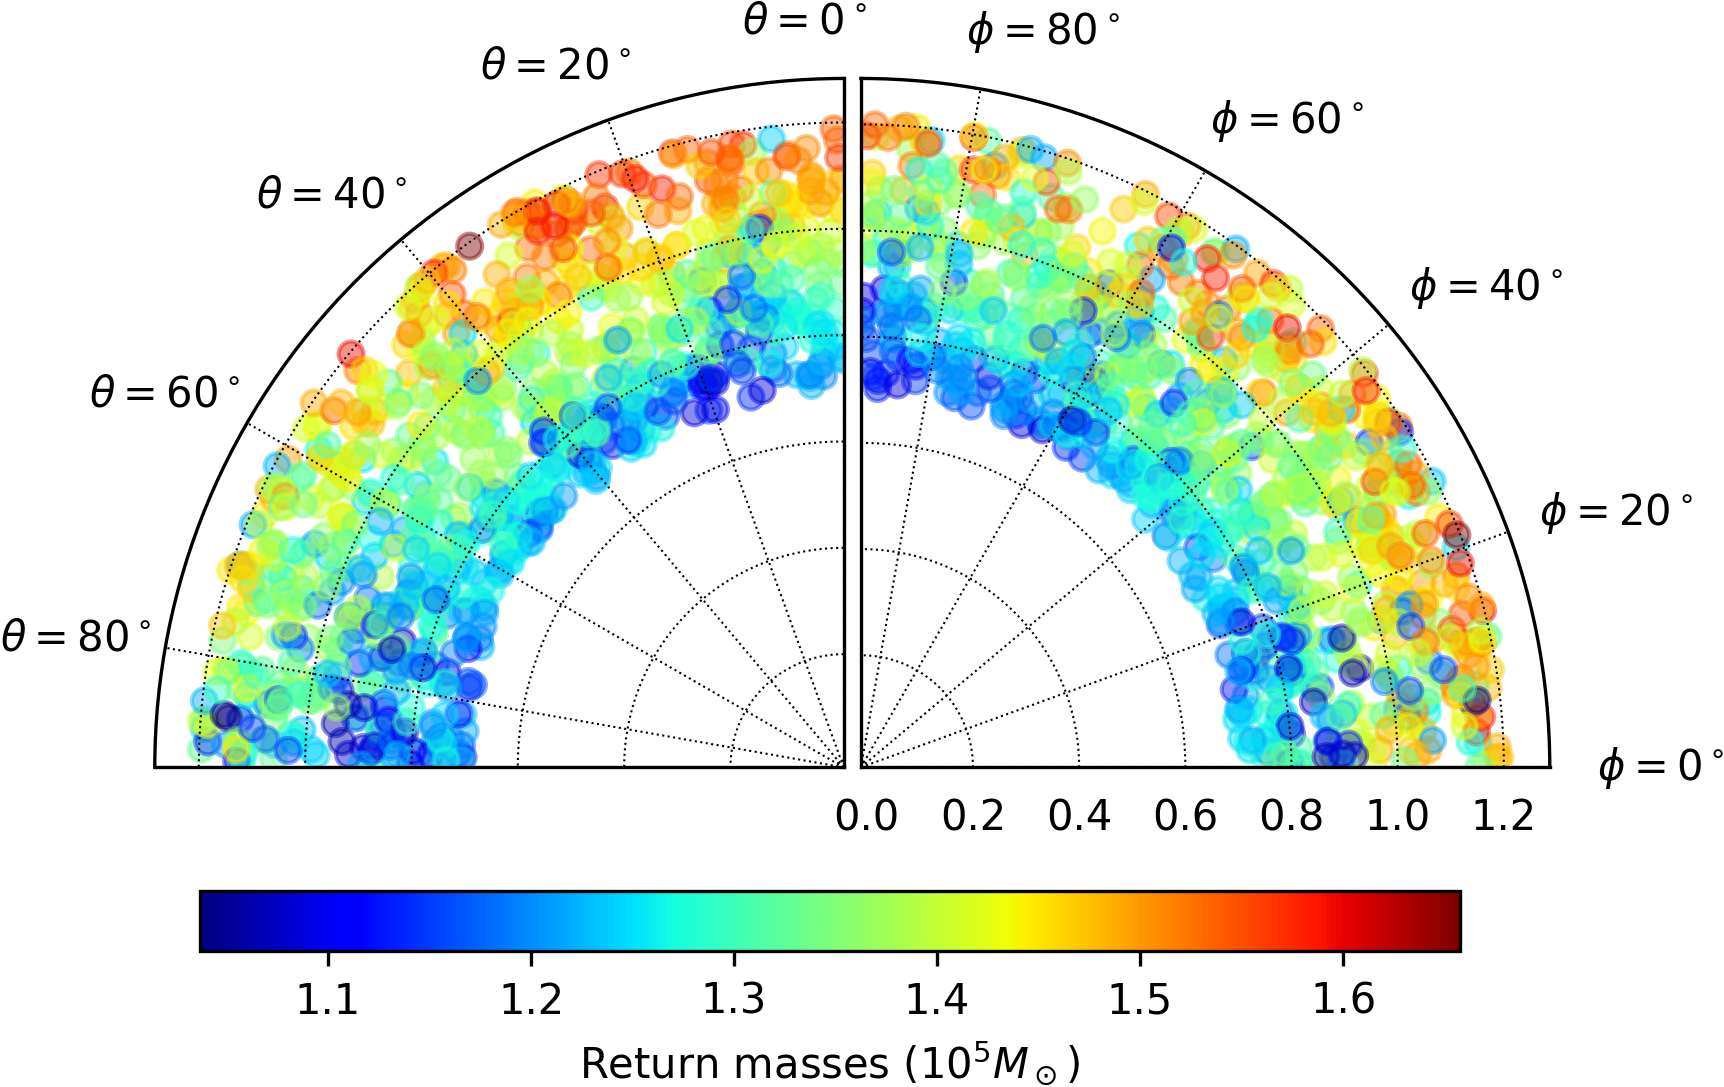 θ = 0°
ϕ = 80°
θ = 20°
ϕ = 60°
θ = 40°
ϕ = 40°
θ = 60°
ϕ = 20°
θ = 80°
ϕ = 0°
0.0 0.2 0.4 0.6 0.8 1.0 1.2
1.1 1.2 1.3 1.4 1.5 1.6
Return masses (10⁵M⊙)